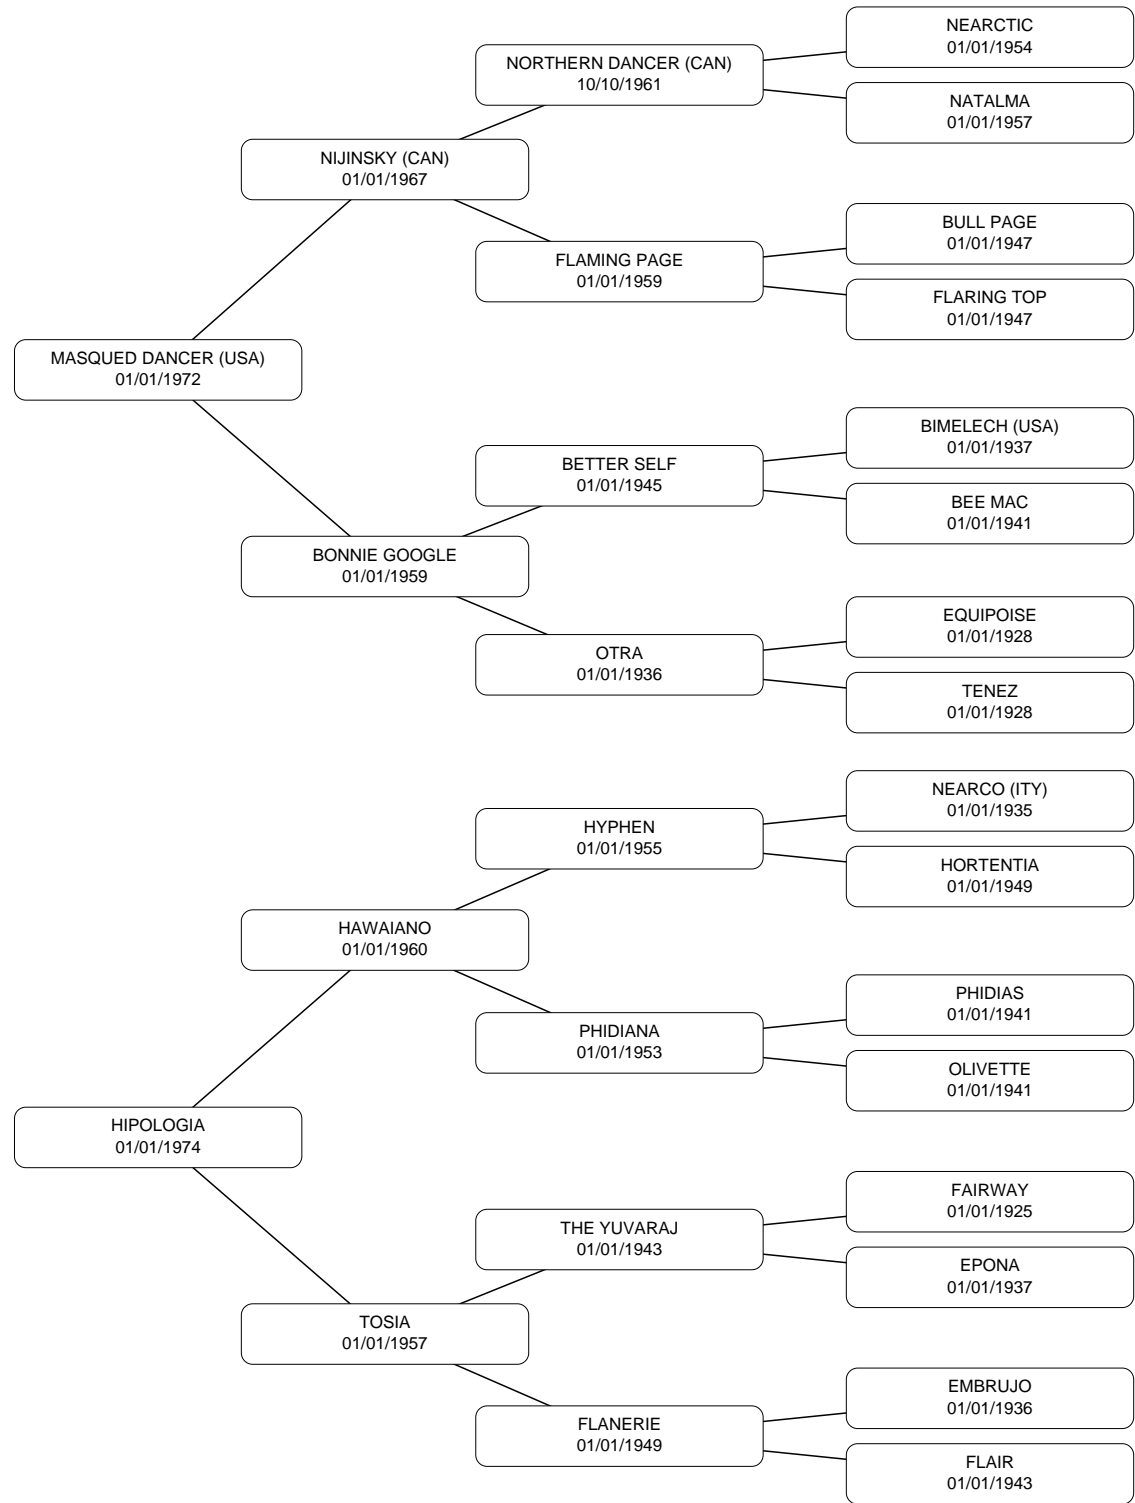 NEARCTIC
01/01/1954
NORTHERN DANCER (CAN)
10/10/1961
NATALMA
01/01/1957
NIJINSKY (CAN)
01/01/1967
BULL PAGE
01/01/1947
FLAMING PAGE
01/01/1959
FLARING TOP
01/01/1947
MASQUED DANCER (USA)
01/01/1972
BIMELECH (USA)
01/01/1937
BETTER SELF
01/01/1945
BEE MAC
01/01/1941
BONNIE GOOGLE
01/01/1959
EQUIPOISE
01/01/1928
OTRA
01/01/1936
TENEZ
01/01/1928
NEARCO (ITY)
01/01/1935
HYPHEN
01/01/1955
HORTENTIA
01/01/1949
HAWAIANO
01/01/1960
PHIDIAS
01/01/1941
PHIDIANA
01/01/1953
OLIVETTE
01/01/1941
HIPOLOGIA
01/01/1974
FAIRWAY
01/01/1925
THE YUVARAJ
01/01/1943
EPONA
01/01/1937
TOSIA
01/01/1957
EMBRUJO
01/01/1936
FLANERIE
01/01/1949
FLAIR
01/01/1943